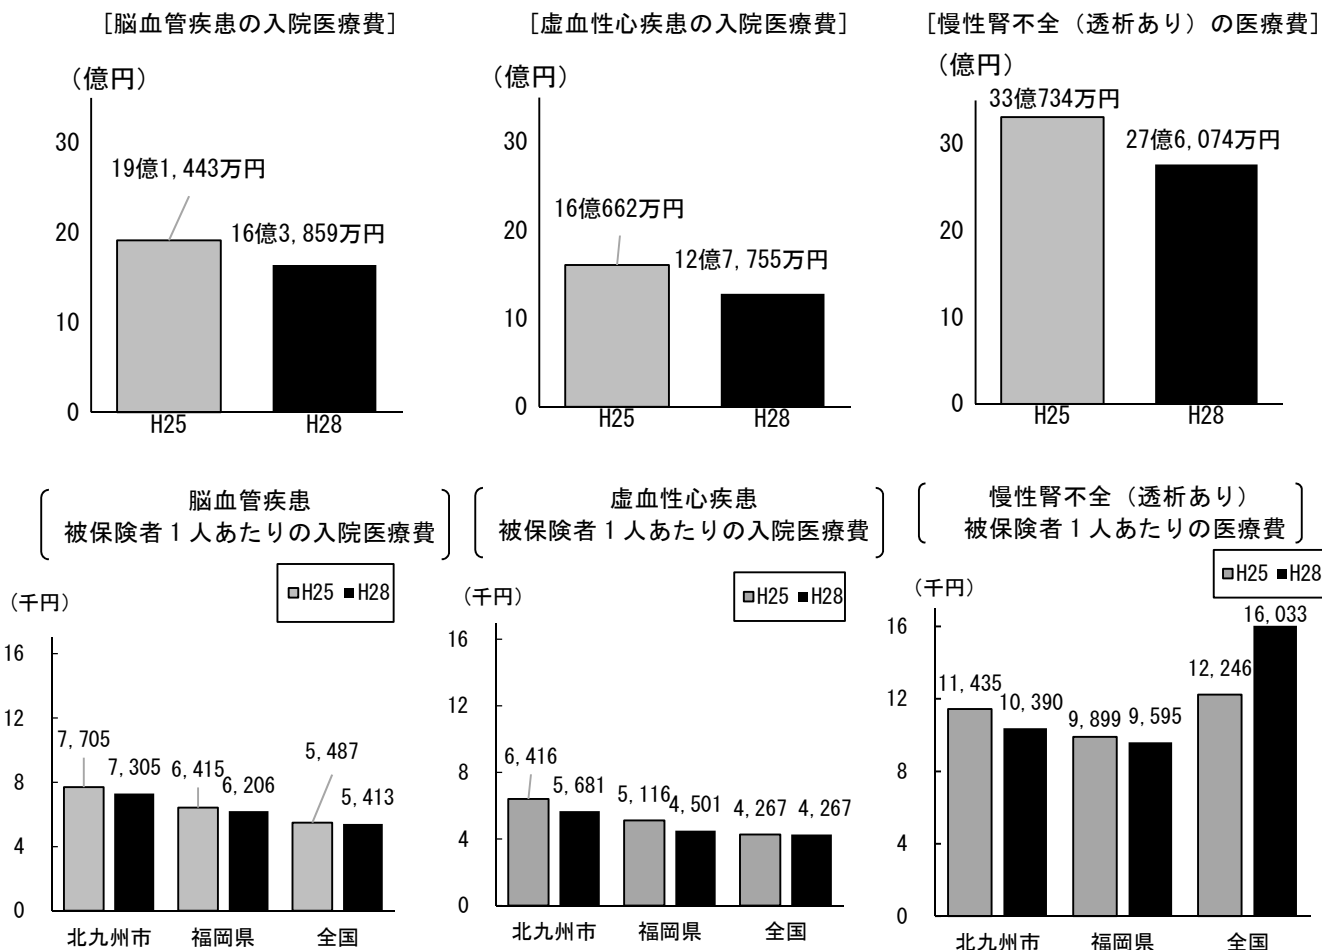 [脳血管疾患の入院医療費]
(億円)
30
20
10
0
19億1,443万円
16億3,859万円
H25
H28
[虚血性心疾患の入院医療費]
(億円)
30
20
10
0
16億662万円
12億7,755万円
H25
H28
[慢性腎不全(透析あり)の医療費]
(億円)
30
20
10
0
33億734万円
27億6,074万円
H25
H28
脳血管疾患
被保険者1人あたりの入院医療費
H25 H28
(千円)
16
12
8
4
0
7,705
7,305
6,415
6,206
5,487
5,413
北九州市
福岡県
全国
虚血性心疾患
被保険者1人あたりの入院医療費
H25 H28
(千円)
16
12
8
4
0
6,416
5,681
5,116
4,501
4,267
4,267
北九州市
福岡県
全国
慢性腎不全(透析あり)
被保険者1人あたりの医療費
H25 H28
(千円)
16
12
8
4
0
11,435
10,390
9,899
9,595
12,246
16,033
北九州市
福岡県
全国